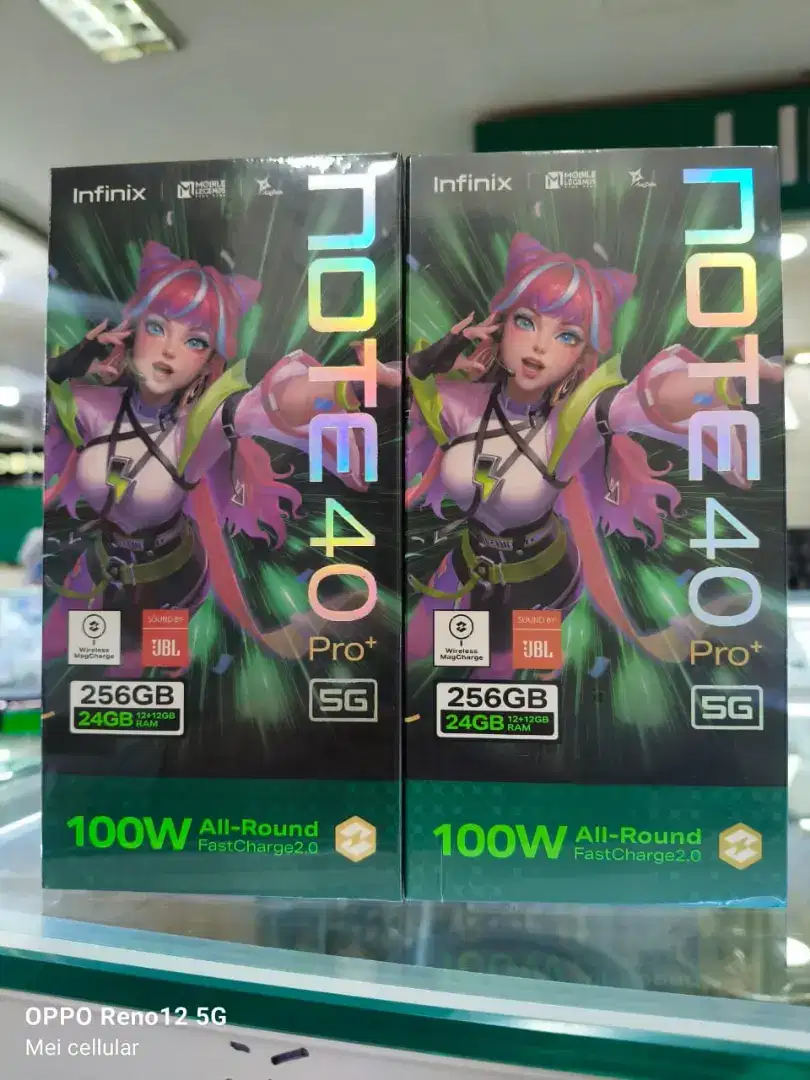 Infinix
MOBILE
LEGENDS
NOTE 40
Pro+
5G
Wireless
MagCharge
SOUND BY
JBL
256GB
24GB 12+12GB
RAM
100W All-Round
FastCharge2.0
Infinix
MOBILE
LEGENDS
NOTE 40
Pro+
5G
Wireless
MagCharge
SOUND BY
JBL
256GB
24GB 12+12GB
RAM
100W All-Round
FastCharge2.0
OPPO Reno12 5G
Mei cellular